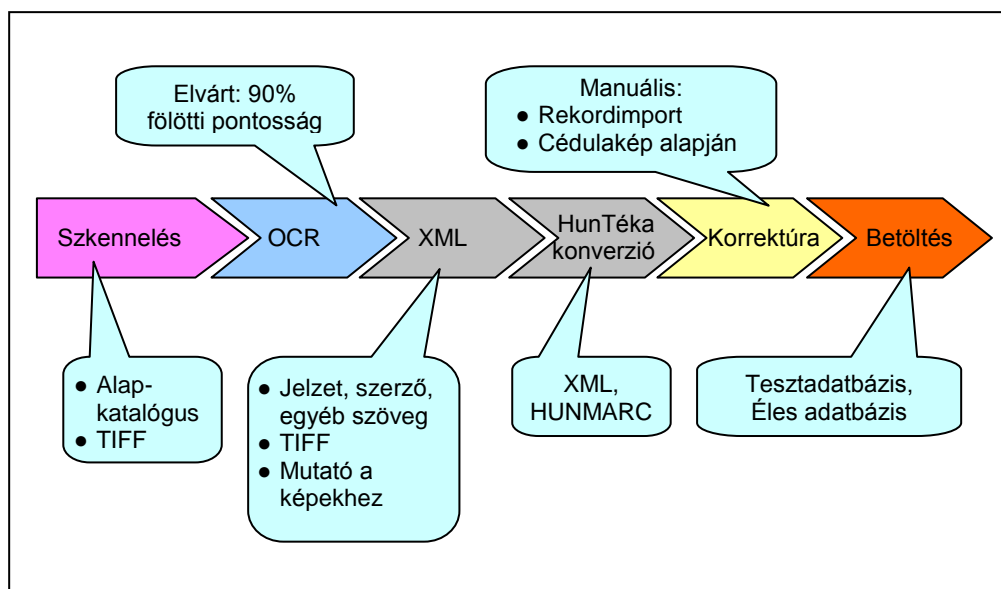 Elvárt: 90%
fölötti pontosság
Manuális:
● Rekordimport
● Cédulakép alapján
Szkennelés
OCR
XML
HunTéka
konverzió
Korrektúra
Betöltés
● Alap-
katalógus
● TIFF
● Jelzet, szerző,
egyéb szöveg
● TIFF
● Mutató a
képekhez
XML,
HUNMARC
Tesztadatbázis,
Éles adatbázis